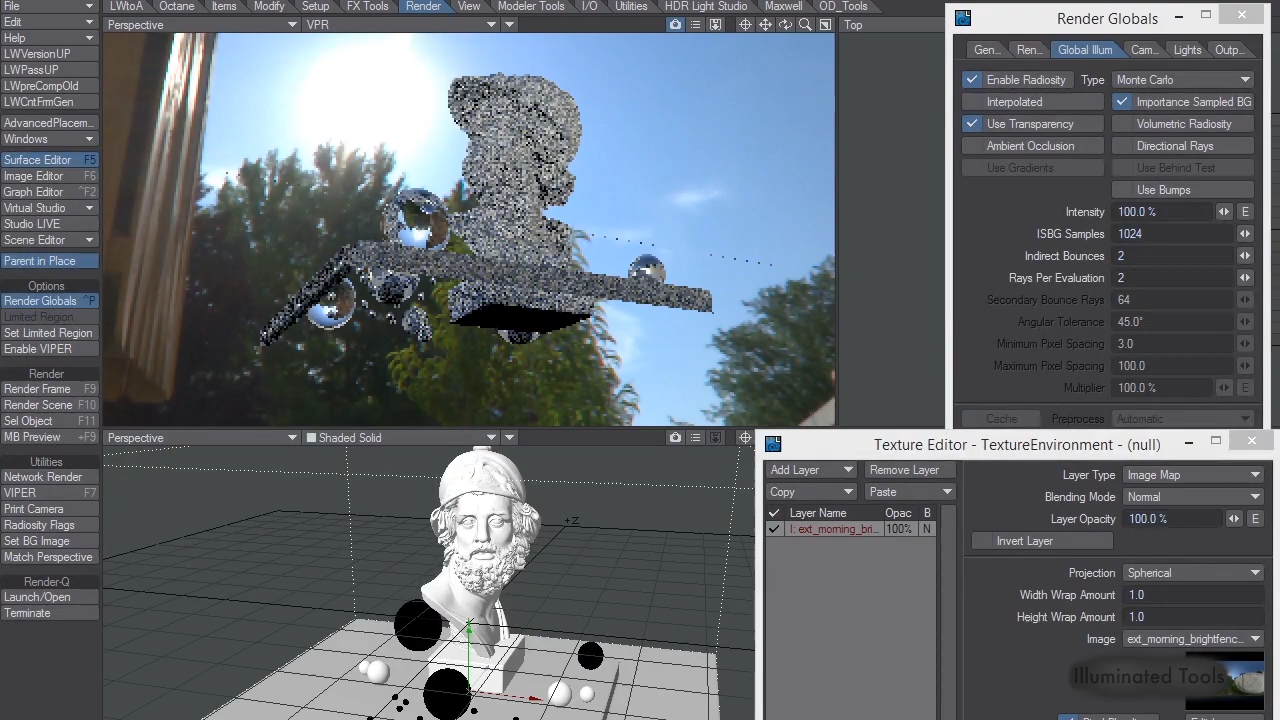 File
Edit
Help
LWVersionUP
LWPassUP
LWpreCompOld
LWCntFrmGen
AdvancedPlacem...
Windows
Surface Editor F5
Image Editor F6
Graph Editor ^F2
Virtual Studio
Studio LIVE
Scene Editor
Parent in Place
Options
Render Globals ^P
Limited Region
Set Limited Region
Enable VIPER
Render
Render Frame F9
Render Scene F10
Sel Object F11
MB Preview +F9
Utilities
Network Render
VIPER F7
Print Camera
Radiosity Flags
Set BG Image
Match Perspective
Render-Q
Launch/Open
Terminate
LWtoA Octane Items Modify Setup FX Tools Render View Modeler Tools I/O Utilities HDR Light Studio Maxwell OD_Tools
Perspective VPR Top
Perspective Shaded Solid
+Z
Render Globals
Gen... Ren... Global Illum Cam... Lights Outp...
Enable Radiosity Type Monte Carlo
Interpolated Importance Sampled BG
Use Transparency Volumetric Radiosity
Ambient Occlusion Directional Rays
Use Gradients Use Behind Test
Use Bumps
Intensity 100.0 % E
ISBG Samples 1024
Indirect Bounces 2
Rays Per Evaluation 2
Secondary Bounce Rays 64
Angular Tolerance 45.0°
Minimum Pixel Spacing 3.0
Maximum Pixel Spacing 100.0
Multiplier 100.0 % E
Cache Preprocess Automatic
Texture Editor - TextureEnvironment - (null)
Add Layer Remove Layer
Copy Paste
Layer Name Opac B
I: ext_morning_bri... 100% N
Layer Type Image Map
Blending Mode Normal
Layer Opacity 100.0 % E
Invert Layer
Projection Spherical
Width Wrap Amount 1.0
Height Wrap Amount 1.0
Image ext_morning_brightfenc...
Illuminated Tools